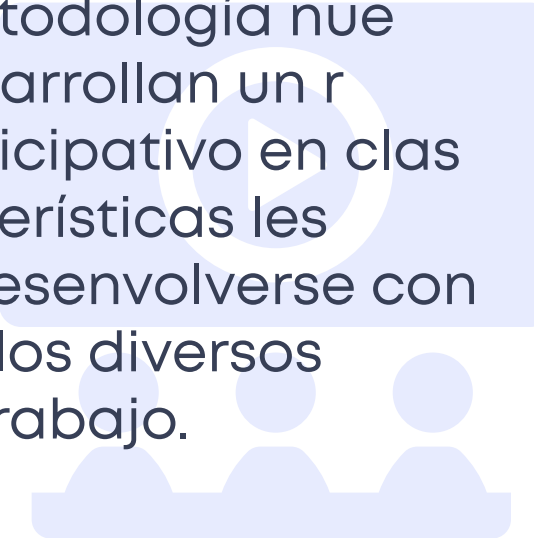 todología nue
arrollan un r
icipativo en clas
erísticas les
esenvolverse con
los diversos
rabajo.